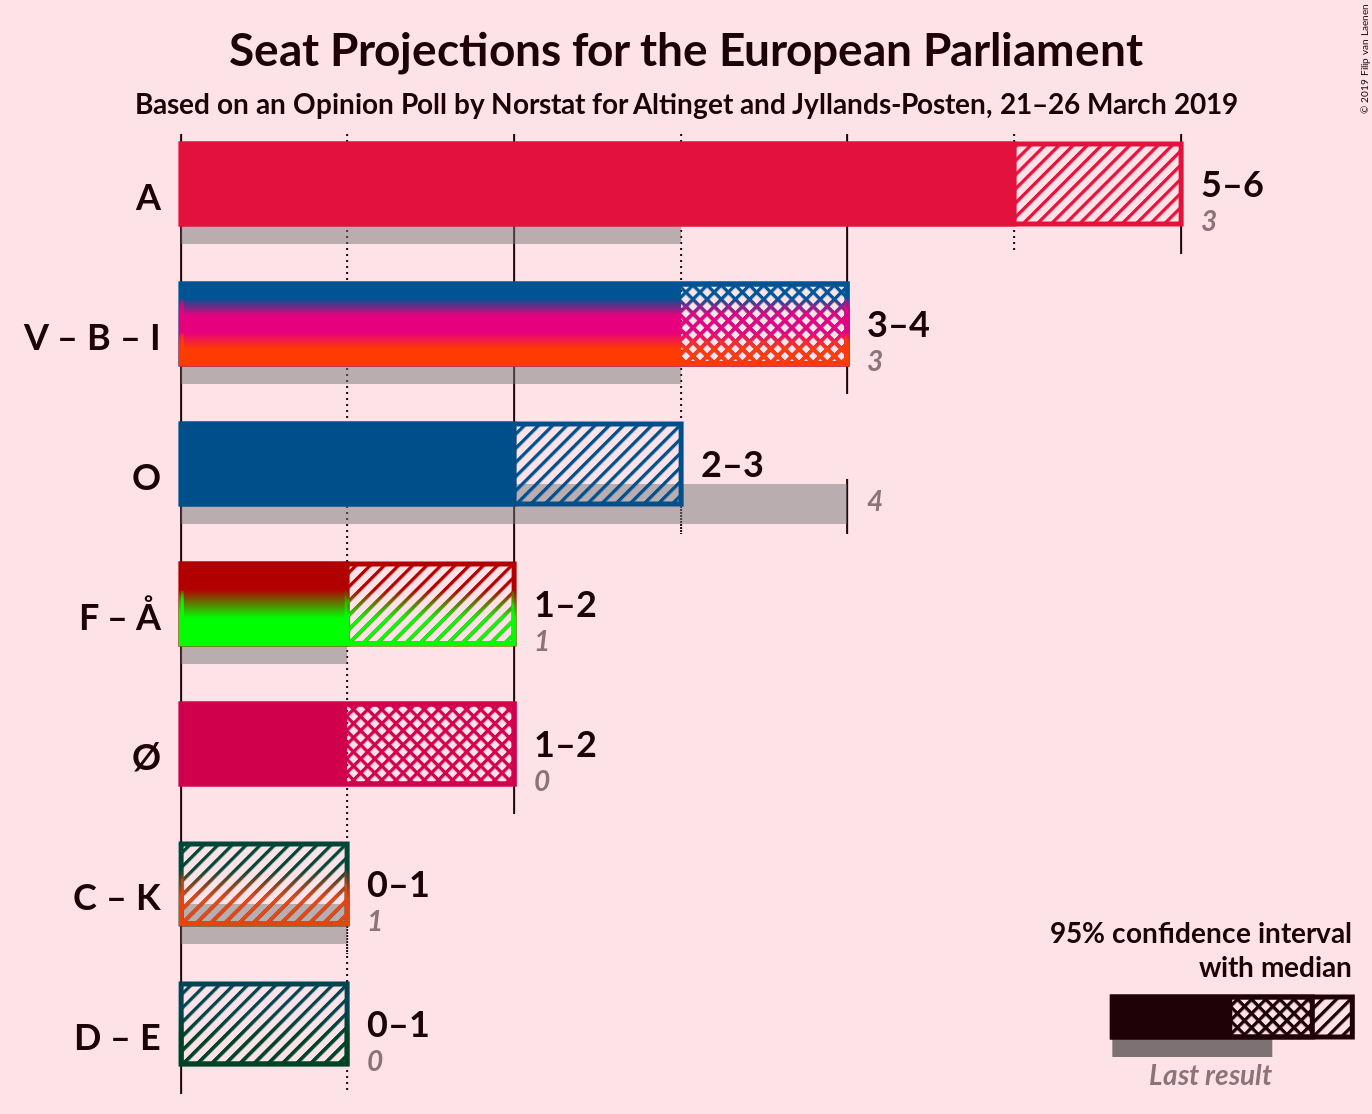 Seat Projections for the European Parliament
Based on an Opinion Poll by Norstat for Altinget and Jyllands-Posten, 21–26 March 2019
© 2019 Filip van Laenen
A
5–6
3
V – B – I
3–4
3
O
2–3
4
F – Å
1–2
1
Ø
1–2
0
C – K
0–1
1
D – E
0–1
0
95% confidence interval
with median
Last result